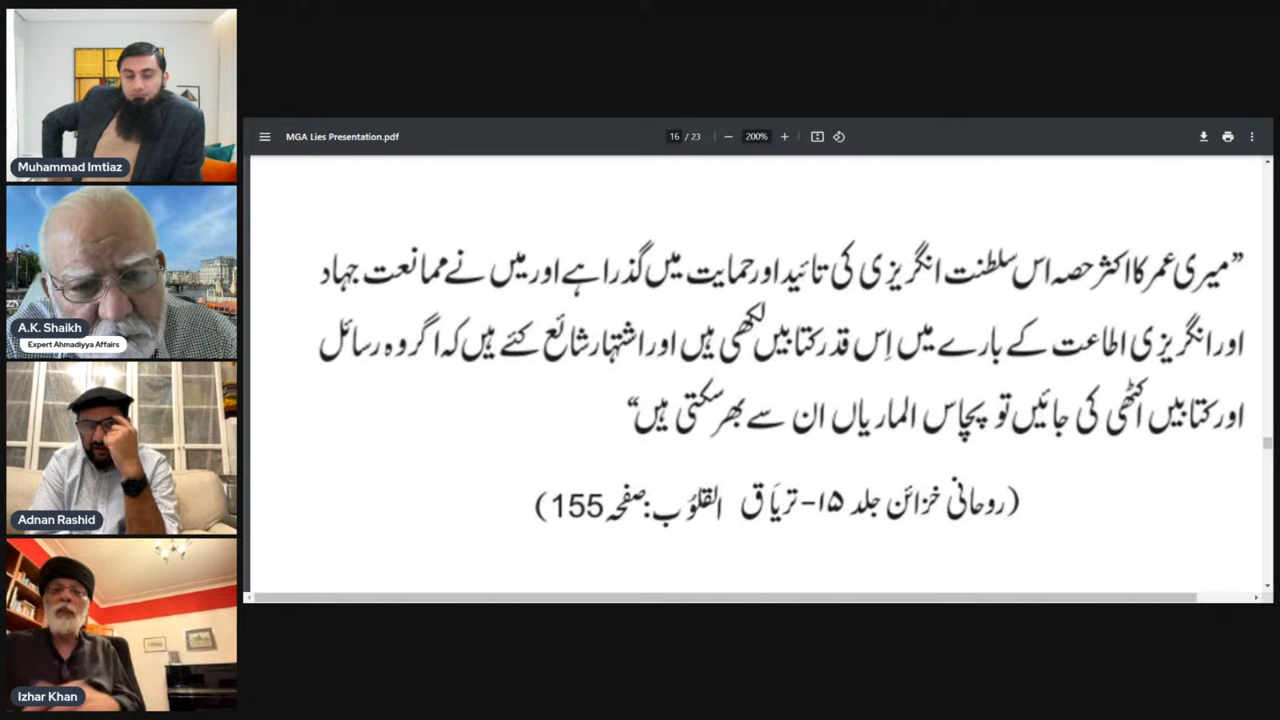 Muhammad Imtiaz
A.K. Shaikh
Expert Ahmadiyya Affairs
Adnan Rashid
Izhar Khan
MGA Lies Presentation.pdf
16 / 23
200%
”میری عمر کا اکثر حصہ اس سلطنت انگریزی کی تائید اور حمایت میں گذرا ہے اور میں نے ممانعت جہاد
اور انگریزی اطاعت کے بارے میں اِس قدر کتابیں لکھی ہیں اور اشتہار شائع کئے ہیں کہ اگر وہ رسائل
اور کتابیں اکٹھی کی جائیں تو پچاس الماریاں ان سے بھر سکتی ہیں“
(روحانی خزائن جلد ۱۵- تریَاق القلوُب: صفحہ 155)